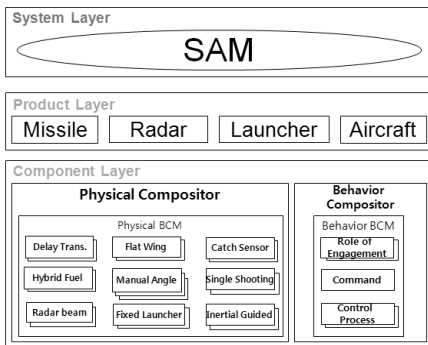 System Layer
SAM
Product Layer
Missile Radar Launcher Aircraft
Component Layer
Physical Compositor
Physical BCM
Delay Trans. Flat Wing Catch Sensor
Hybrid Fuel Manual Angle Single Shooting
Radar beam Fixed Launcher Inertial Guided
Behavior
Compositor
Behavior BCM
Role of
Engagement
Command
Control
Process